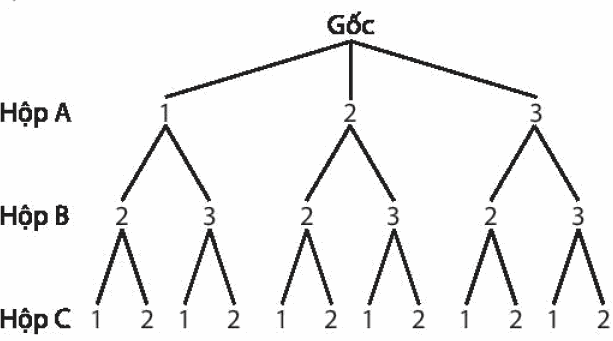 Gốc
Hộp A 1 2 3
Hộp B 2 3 2 3 2 3
Hộp C 1 2 1 2 1 2 1 2 1 2 1 2